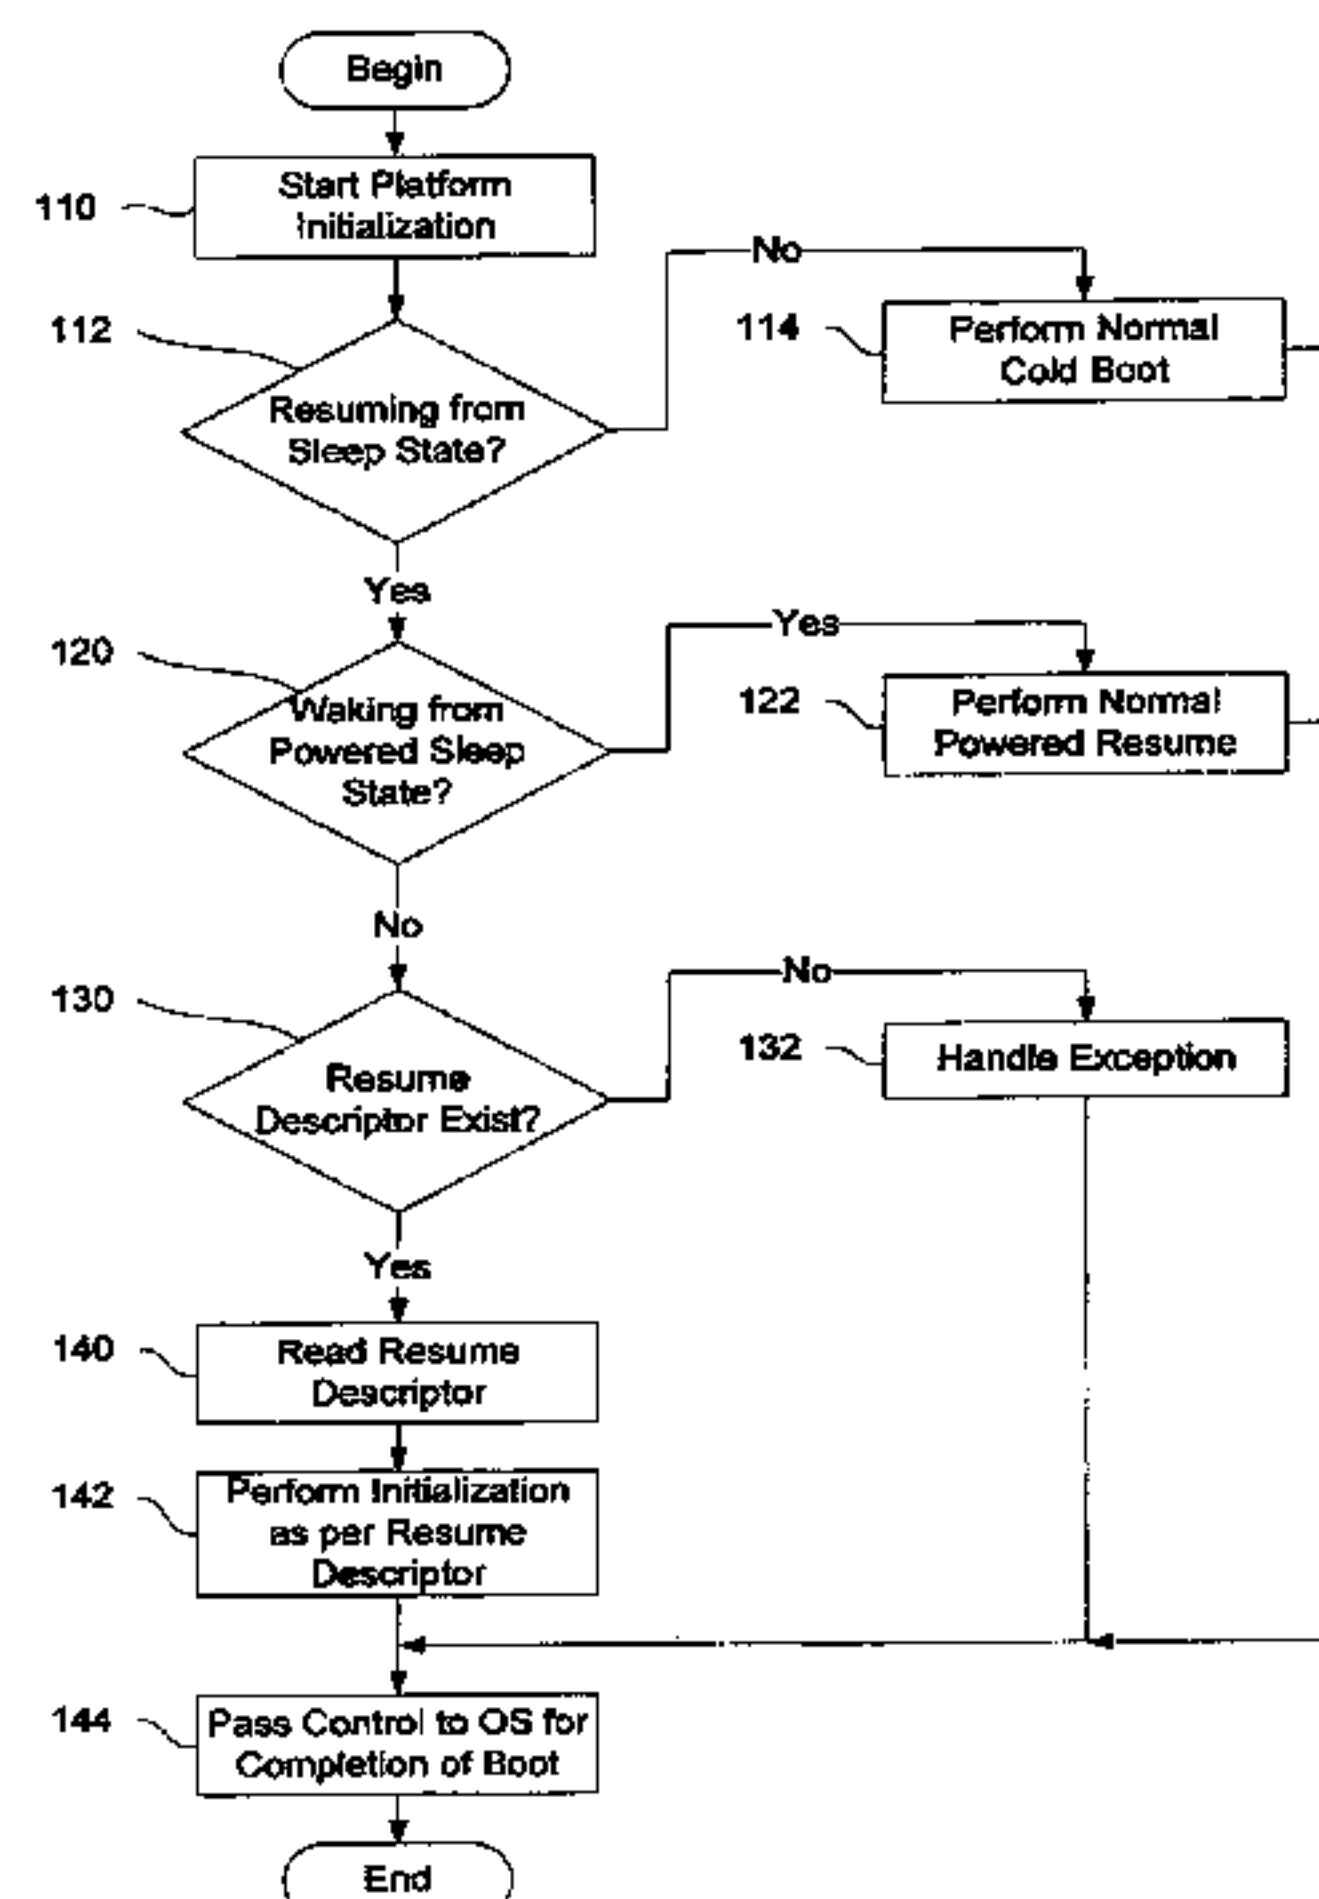 Begin
110
Start Platform
Initialization
112
Resuming from
Sleep State?
No
114
Perform Normal
Cold Boot
Yes
120
Waking from
Powered Sleep
State?
Yes
122
Perform Normal
Powered Resume
No
130
Resume
Descriptor Exist?
No
132
Handle Exception
Yes
140
Read Resume
Descriptor
142
Perform Initialization
as per Resume
Descriptor
144
Pass Control to OS for
Completion of Boot
End